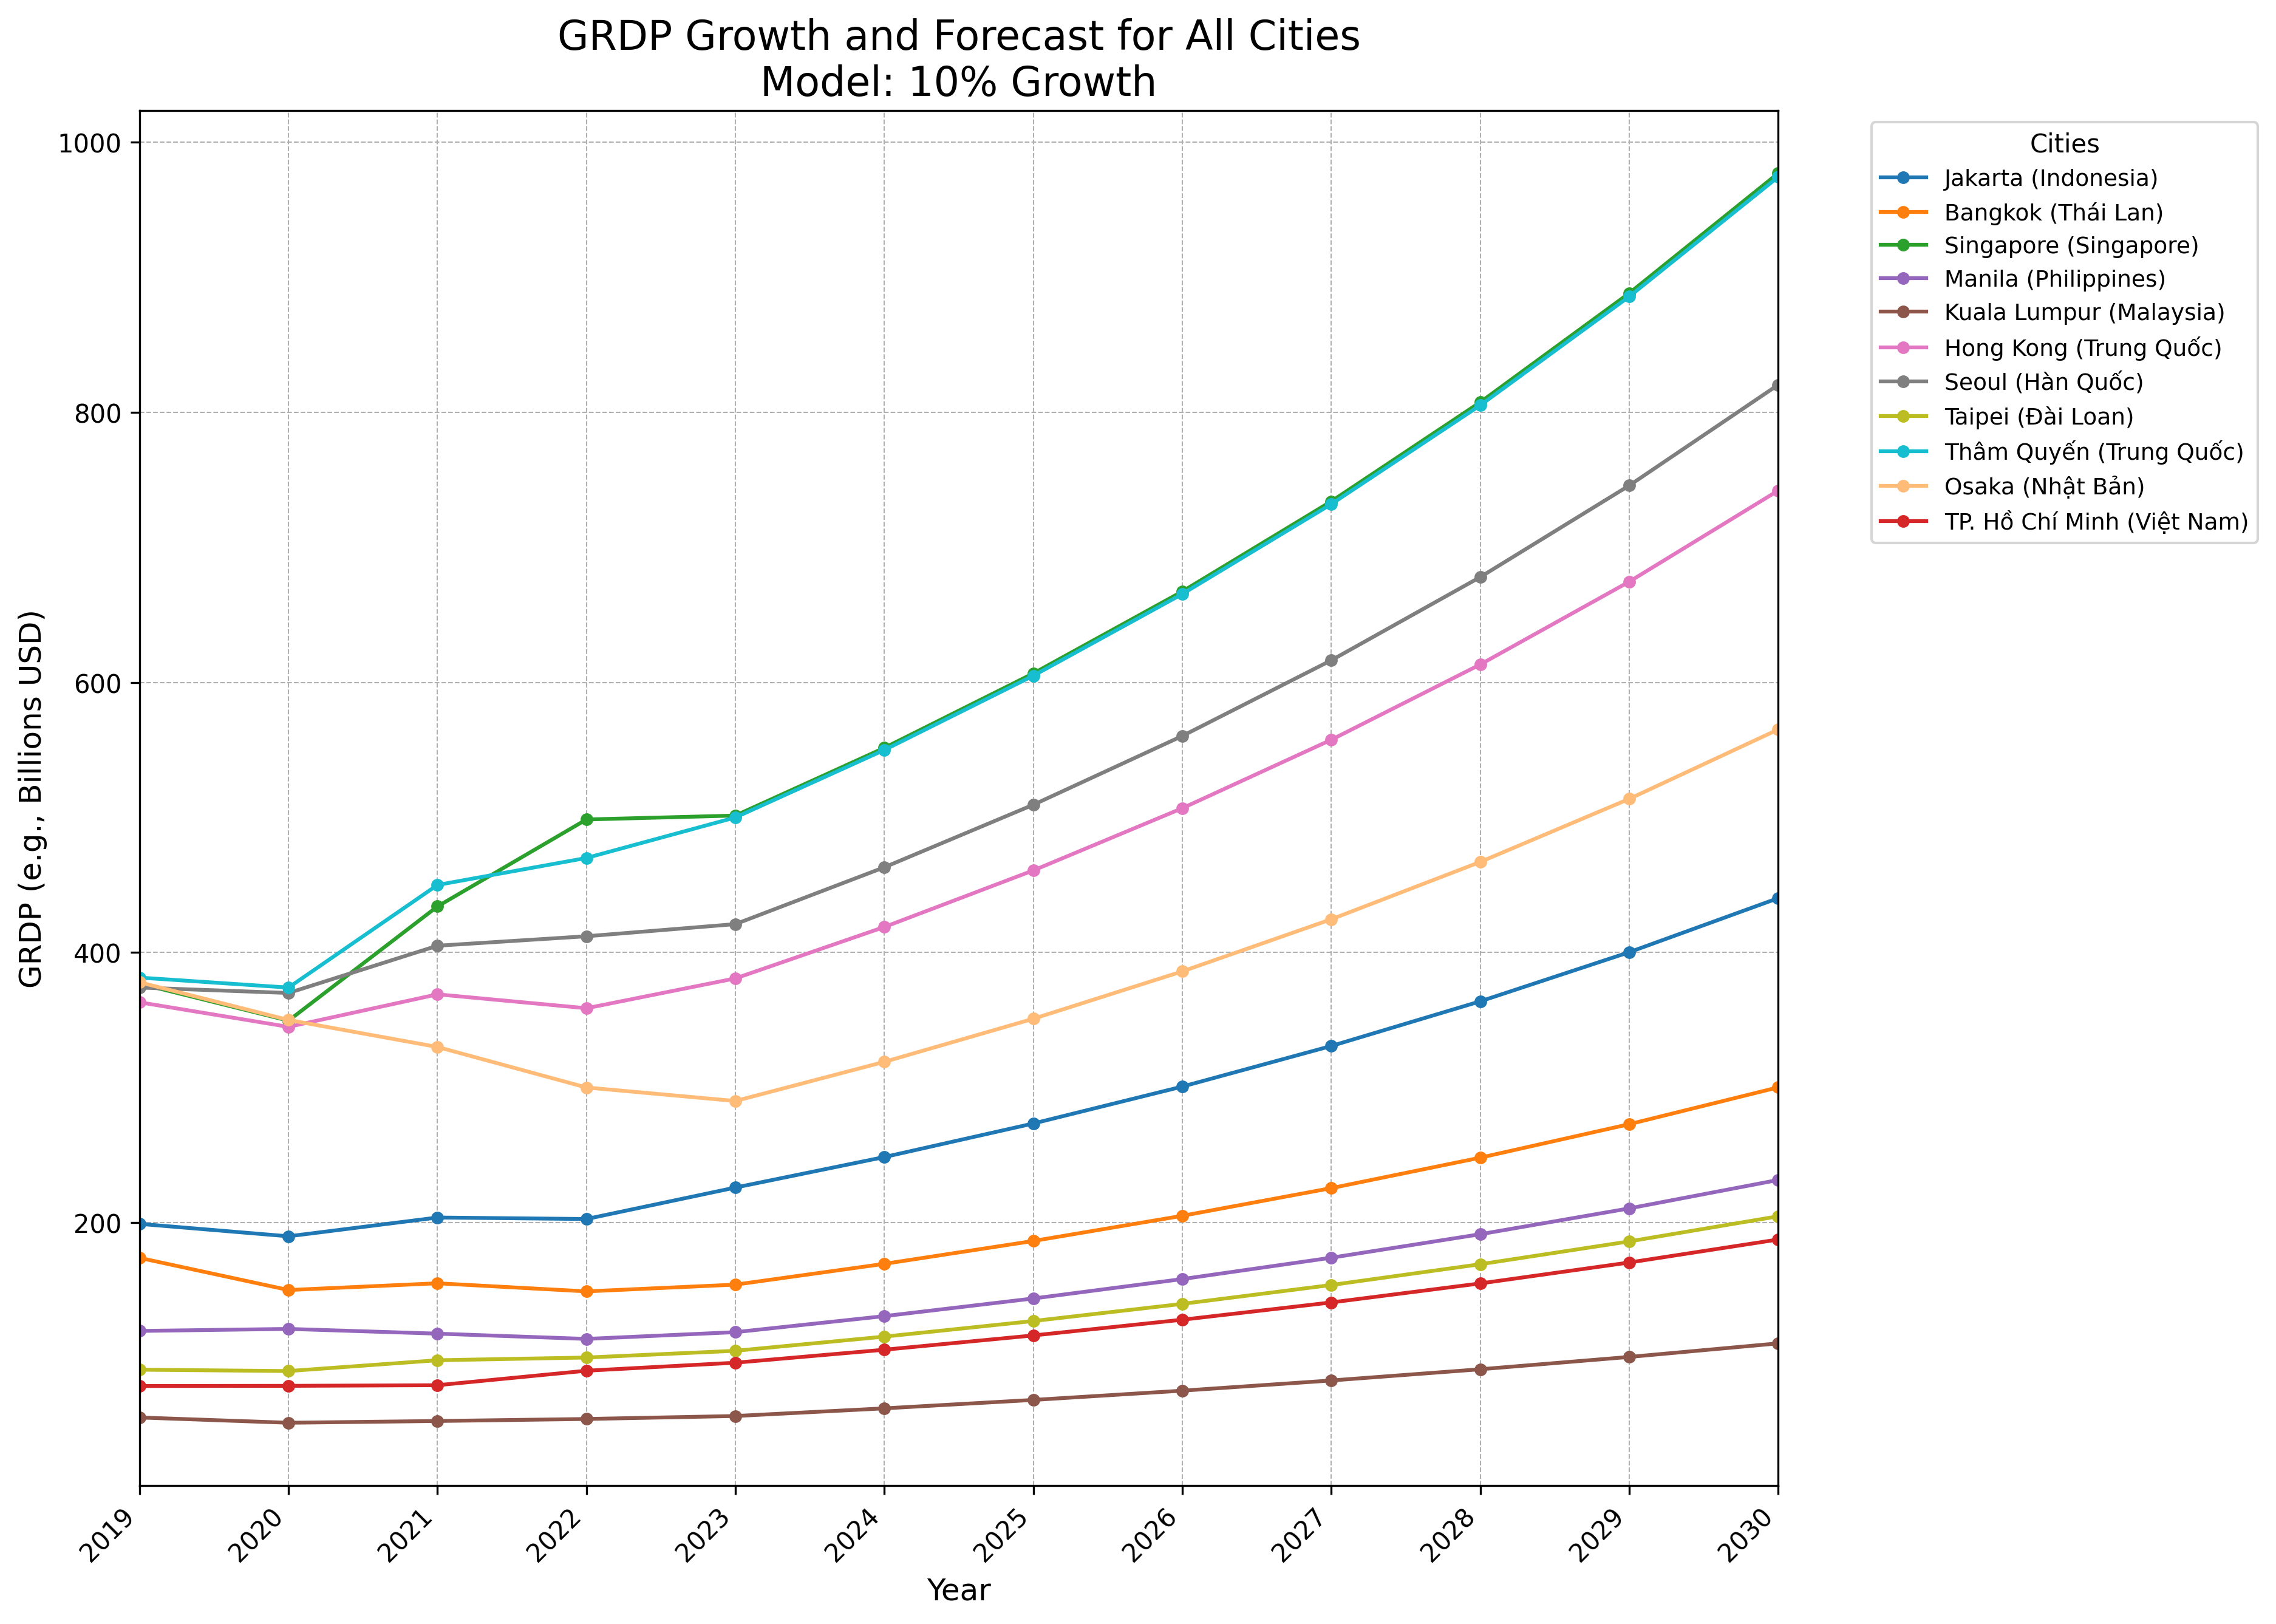 GRDP Growth and Forecast for All Cities
Model: 10% Growth
1000
800
600
400
200
GRDP (e.g., Billions USD)
2019
2020
2021
2022
2023
2024
2025
2026
2027
2028
2029
2030
Year
Cities
Jakarta (Indonesia)
Bangkok (Thái Lan)
Singapore (Singapore)
Manila (Philippines)
Kuala Lumpur (Malaysia)
Hong Kong (Trung Quốc)
Seoul (Hàn Quốc)
Taipei (Đài Loan)
Thâm Quyến (Trung Quốc)
Osaka (Nhật Bản)
TP. Hồ Chí Minh (Việt Nam)